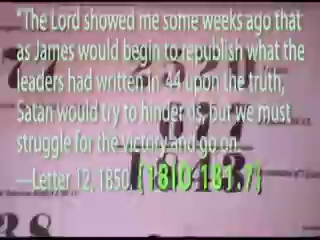 "The Lord showed me some weeks ago that
as James would begin to republish what the
leaders had written in 44 upon the truth,
Satan would try to hinder us, but we must
struggle for the victory and go on.
—Letter 12, 1850. {18LO 181.7}